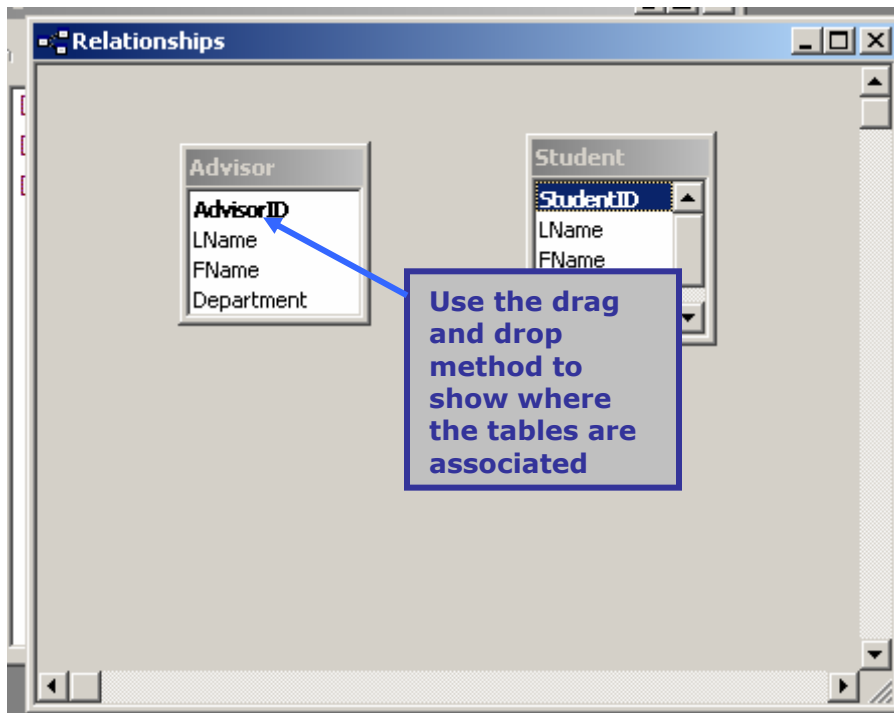 Relationships
Advisor
AdvisorID
LName
FName
Department
Student
StudentID
LName
FName
Use the drag
and drop
method to
show where
the tables are
associated